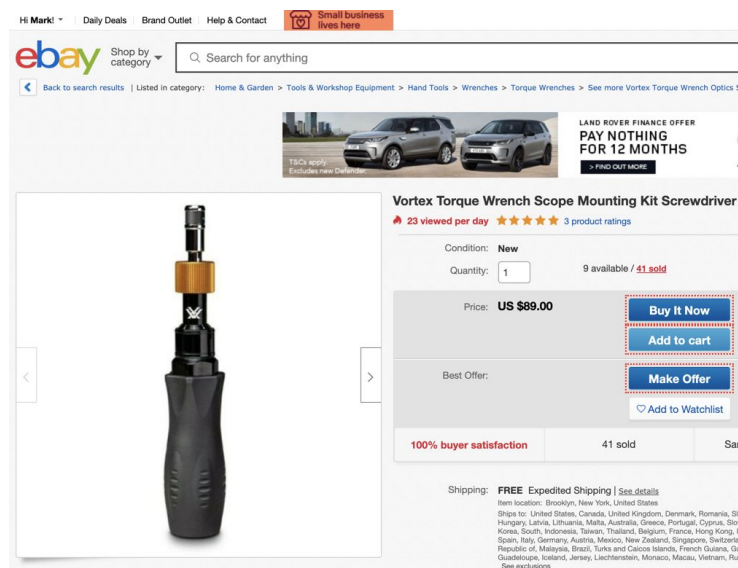 Hi Mark! Daily Deals Brand Outlet Help & Contact Small business lives here
ebay Shop by category Search for anything
Back to search results | Listed in category: Home & Garden > Tools & Workshop Equipment > Hand Tools > Wrenches > Torque Wrenches > See more Vortex Torque Wrench Optics
LAND ROVER FINANCE OFFER
PAY NOTHING
FOR 12 MONTHS
T&Cs apply.
Excludes new Defender.
> FIND OUT MORE
Vortex Torque Wrench Scope Mounting Kit Screwdriver
23 viewed per day 3 product ratings
Condition: New
Quantity: 1 9 available / 41 sold
Price: US $89.00 Buy It Now
Add to cart
Best Offer: Make Offer
Add to Watchlist
100% buyer satisfaction 41 sold
Shipping: FREE Expedited Shipping | See details
Item location: Brooklyn, New York, United States
Ships to: United States, Canada, United Kingdom, Denmark, Romania,
Hungary, Latvia, Lithuania, Malta, Australia, Greece, Portugal, Cyprus,
Korea, South, Indonesia, Taiwan, Thailand, Belgium, France, Hong Kong,
Spain, Italy, Germany, Austria, Mexico, New Zealand, Singapore,
Republic of, Malaysia, Brazil, Turks and Caicos Islands, French Guiana,
Guadeloupe, Iceland, Jersey, Liechtenstein, Monaco, Macau, Vietnam,
See exclusions